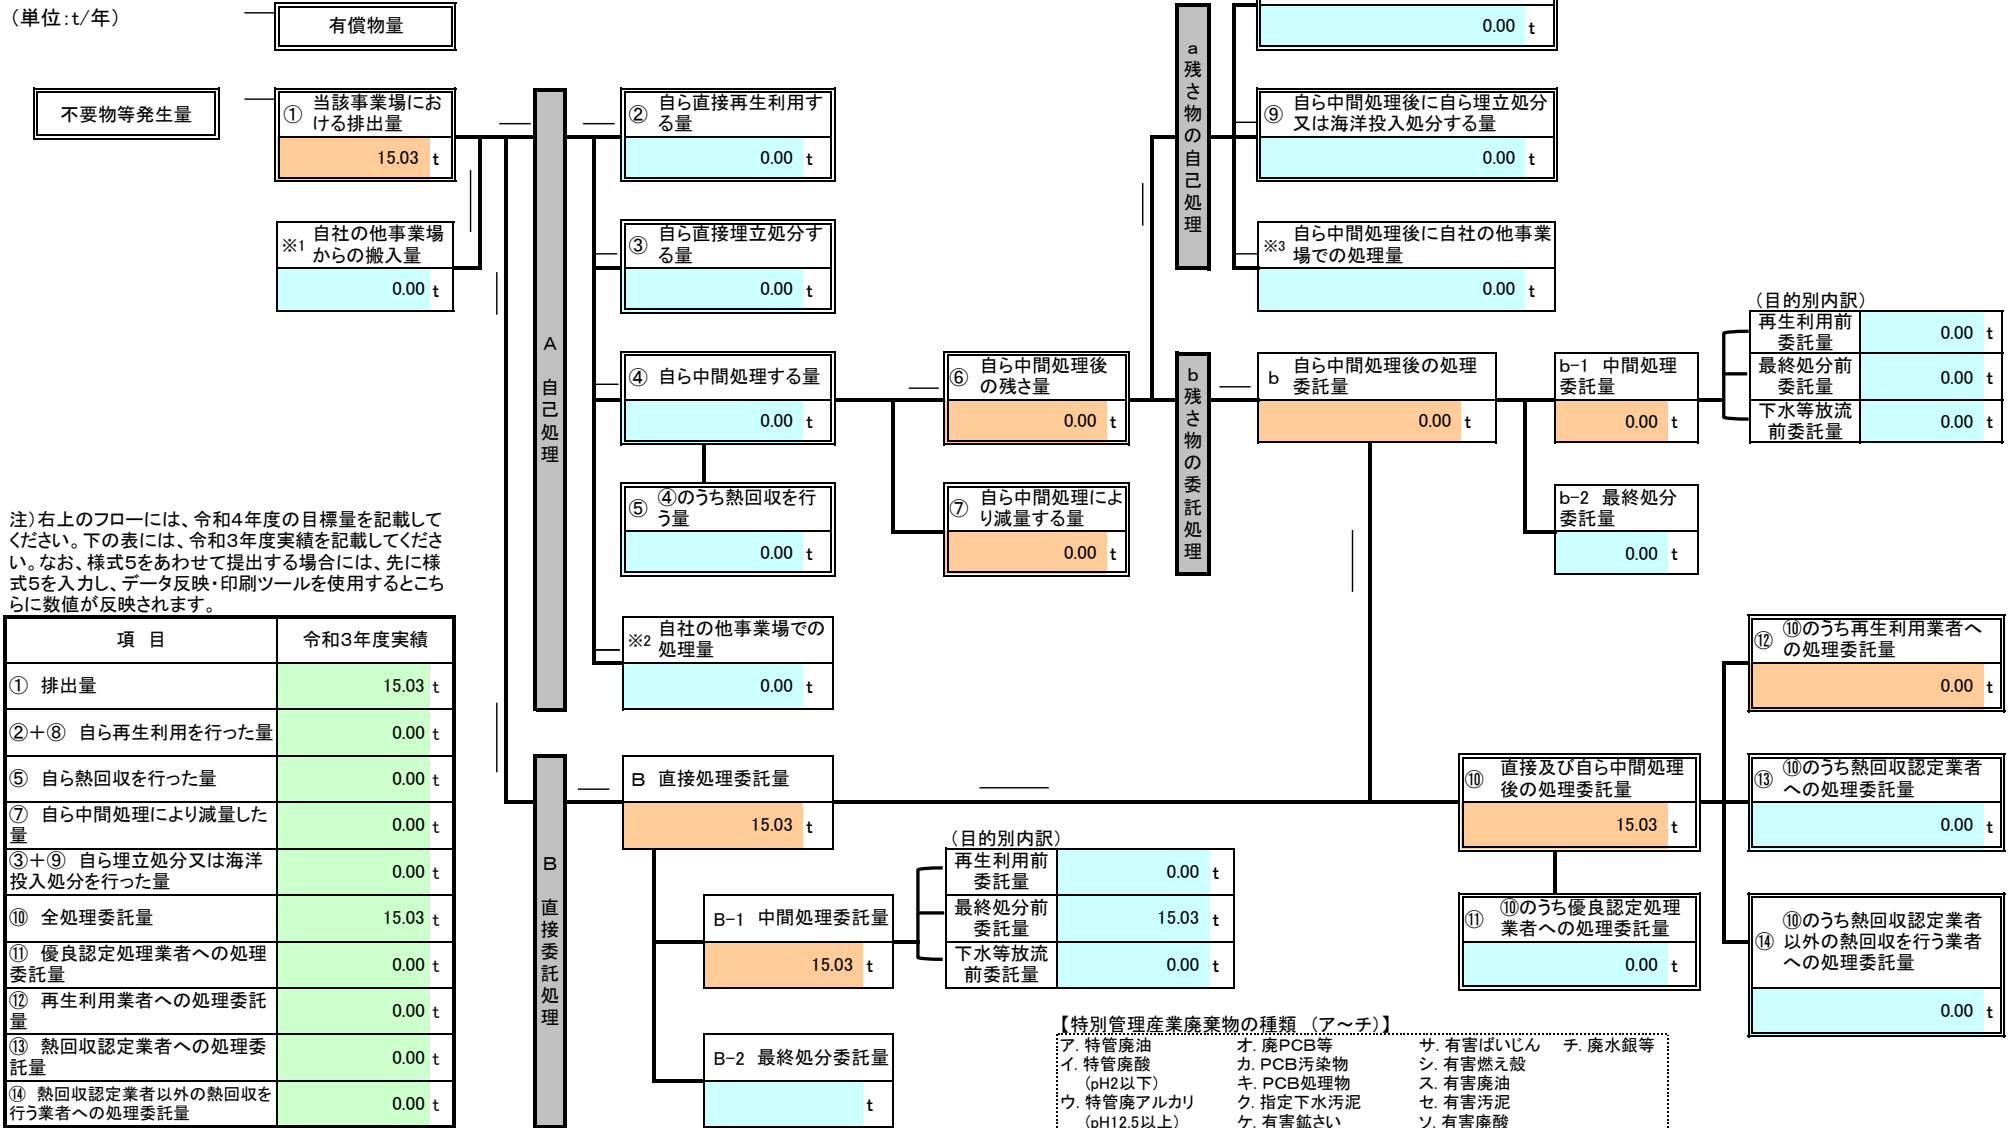 （単位:t/年）
有償物量
0.00 t
不要物等発生量
① 当該事業場にお
ける排出量
15.03 t
※1 自社の他事業場
からの搬入量
0.00 t
A 自己処理
② 自ら直接再生利用す
る量
0.00 t
③ 自ら直接埋立処分す
る量
0.00 t
④ 自ら中間処理する量
0.00 t
⑤ ④のうち熱回収を行
う量
0.00 t
※2 自社の他事業場での
処理量
0.00 t
⑥ 自ら中間処理後
の残さ量
0.00 t
⑦ 自ら中間処理によ
り減量する量
0.00 t
a 残さ物の自己処理
⑨ 自ら中間処理後に自ら埋立処分
又は海洋投入処分する量
0.00 t
※3 自ら中間処理後に自社の他事業
場での処理量
0.00 t
b 残さ物の委託処理
b 自ら中間処理後の処理
委託量
0.00 t
b-1 中間処理
委託量
0.00 t
（目的別内訳）
再生利用前
委託量 0.00 t
最終処分前
委託量 0.00 t
下水等放流
前委託量 0.00 t
b-2 最終処分
委託量
0.00 t
注）右上のフローには、令和4年度の目標量を記載して
ください。下の表には、令和3年度実績を記載してくださ
い。なお、様式5をあわせて提出する場合には、先に様
式5を入力し、データ反映・印刷ツールを使用するとこち
らに数値が反映されます。
項 目 令和3年度実績
① 排出量 15.03 t
②＋⑧ 自ら再生利用を行った量 0.00 t
⑤ 自ら熱回収を行った量 0.00 t
⑦ 自ら中間処理により減量した
量 0.00 t
③＋⑨ 自ら埋立処分又は海洋
投入処分を行った量 0.00 t
⑩ 全処理委託量 15.03 t
⑪ 優良認定処理業者への処理
委託量 0.00 t
⑫ 再生利用業者への処理委託
量 0.00 t
⑬ 熱回収認定業者への処理委
託量 0.00 t
⑭ 熱回収認定業者以外の熱回収を
行う業者への処理委託量 0.00 t
B 直接委託処理
B 直接処理委託量
15.03 t
B-1 中間処理委託量
15.03 t
（目的別内訳）
再生利用前
委託量 0.00 t
最終処分前
委託量 15.03 t
下水等放流
前委託量 0.00 t
B-2 最終処分委託量
t
⑩ 直接及び自ら中間処理
後の処理委託量
15.03 t
⑪ ⑩のうち優良認定処理
業者への処理委託量
0.00 t
⑫ ⑩のうち再生利用業者へ
の処理委託量
0.00 t
⑬ ⑩のうち熱回収認定業者
への処理委託量
0.00 t
⑭ ⑩のうち熱回収認定業者
以外の熱回収を行う業者
への処理委託量
0.00 t
【特別管理産業廃棄物の種類 （ア～チ）】
ア. 特管廃油 オ. 廃PCB等 サ. 有害ばいじん チ. 廃水銀等
イ. 特管廃酸 カ. PCB汚染物 シ. 有害燃え殻
（pH2以下） キ. PCB処理物 ス. 有害廃油
ウ. 特管廃アルカリ ク. 指定下水汚泥 セ. 有害汚泥
（pH12.5以上） ケ. 有害鉱さい ソ. 有害廃酸